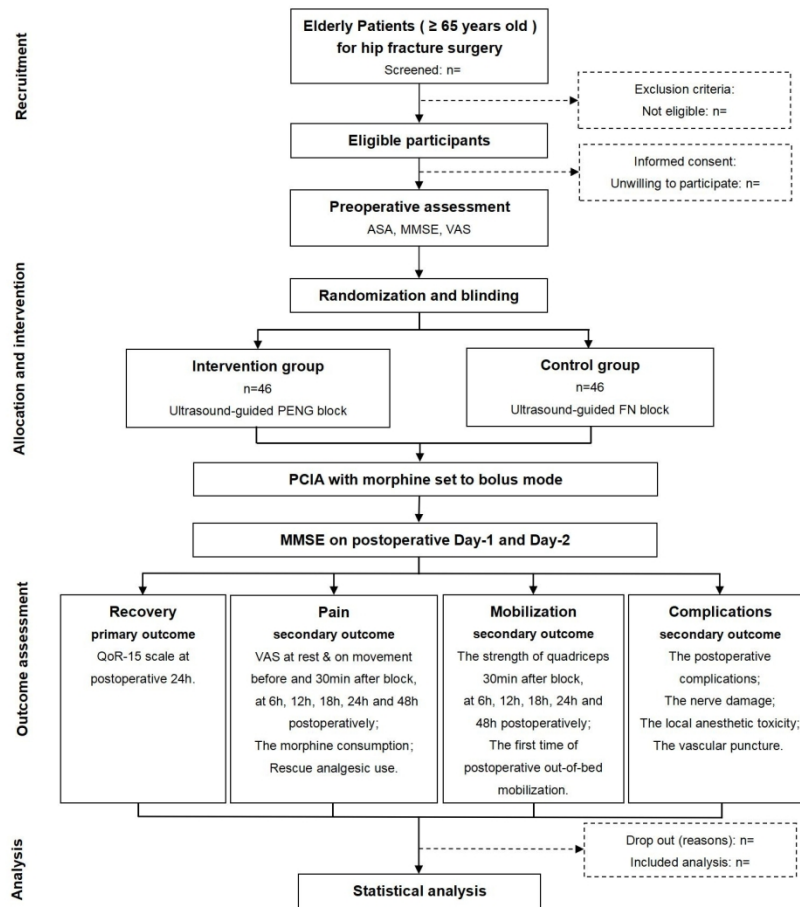 Recruitment
Elderly Patients ( ≥ 65 years old )
for hip fracture surgery
Screened: n=
Exclusion criteria:
Not eligible: n=
Eligible participants
Informed consent:
Unwilling to participate: n=
Preoperative assessment
ASA, MMSE, VAS
Allocation and intervention
Randomization and blinding
Intervention group
n=46
Ultrasound-guided PENG block
Control group
n=46
Ultrasound-guided FN block
PCIA with morphine set to bolus mode
Outcome assessment
MMSE on postoperative Day-1 and Day-2
Recovery
primary outcome
QoR-15 scale at
postoperative 24h.
Pain
secondary outcome
VAS at rest & on movement
before and 30min after block,
at 6h, 12h, 18h, 24h and 48h
postoperatively;
The morphine consumption;
Rescue analgesic use.
Mobilization
secondary outcome
The strength of quadriceps
30min after block,
at 6h, 12h, 18h, 24h and
48h postoperatively;
The first time of
postoperative out-of-bed
mobilization.
Complications
secondary outcome
The postoperative
complications;
The nerve damage;
The local anesthetic toxicity;
The vascular puncture.
Analysis
Drop out (reasons): n=
Included analysis: n=
Statistical analysis